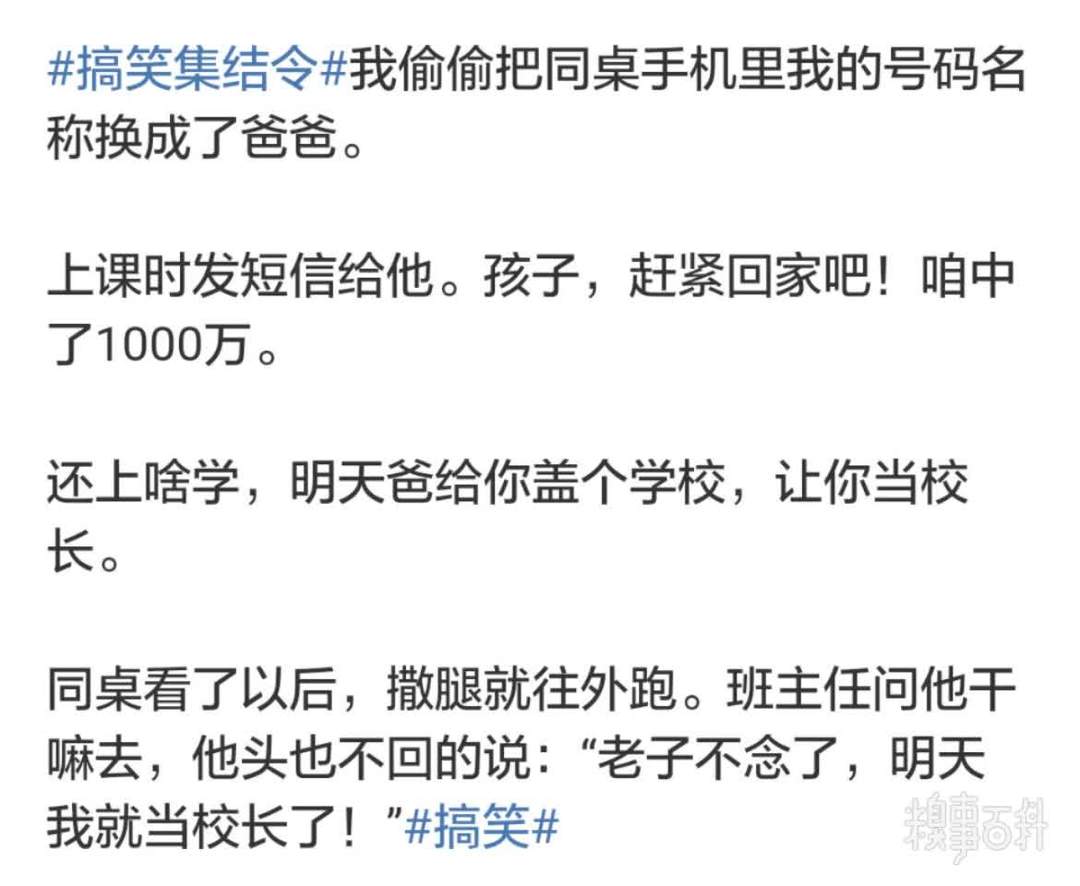 #搞笑集结令#我偷偷把同桌手机里我的号码名
称换成了爸爸。
上课时发短信给他。孩子，赶紧回家吧！咱中
了1000万。
还上啥学，明天爸给你盖个学校，让你当校
长。
同桌看了以后，撒腿就往外跑。班主任问他干
嘛去，他头也不回的说：“老子不念了，明天
我就当校长了！”#搞笑#
糗事百科